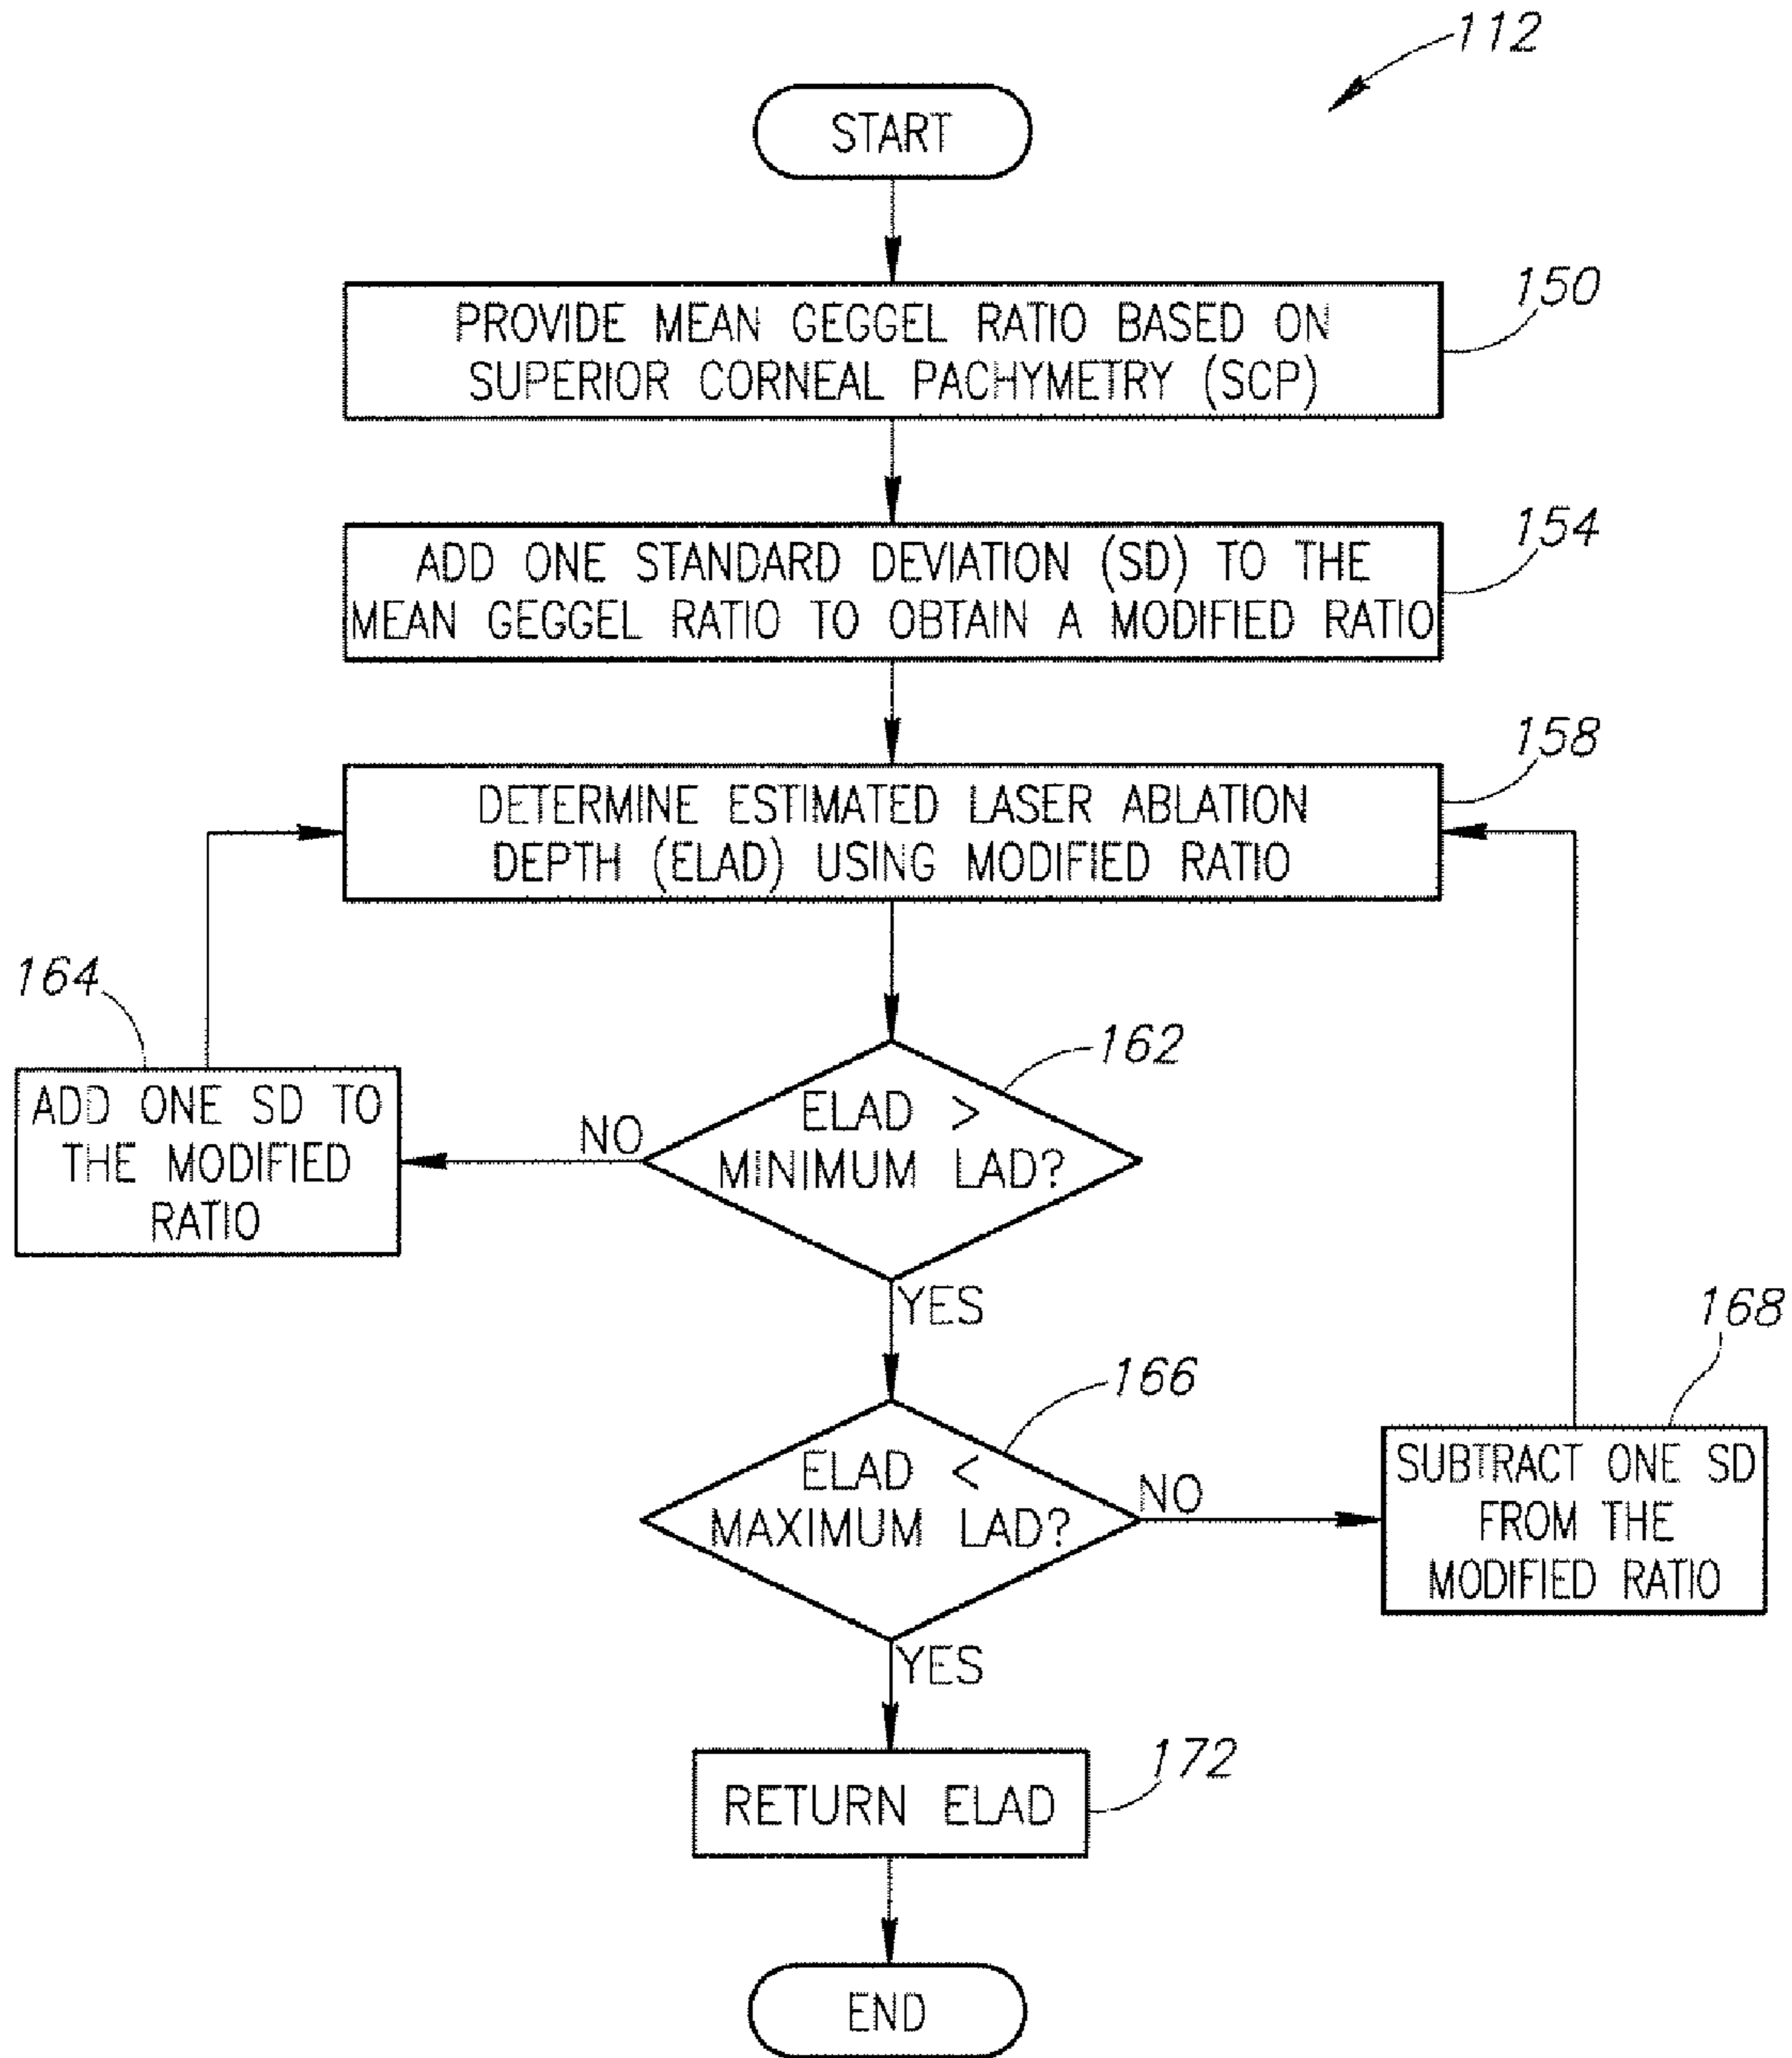 112
START
PROVIDE MEAN GEGGEL RATIO BASED ON
SUPERIOR CORNEAL PACHYMETRY (SCP)
150
ADD ONE STANDARD DEVIATION (SD) TO THE
MEAN GEGGEL RATIO TO OBTAIN A MODIFIED RATIO
154
DETERMINE ESTIMATED LASER ABLATION
DEPTH (ELAD) USING MODIFIED RATIO
158
164
ADD ONE SD TO
THE MODIFIED
RATIO
NO
162
ELAD >
MINIMUM LAD?
YES
166
ELAD <
MAXIMUM LAD?
NO
168
SUBTRACT ONE SD
FROM THE
MODIFIED RATIO
YES
172
RETURN ELAD
END